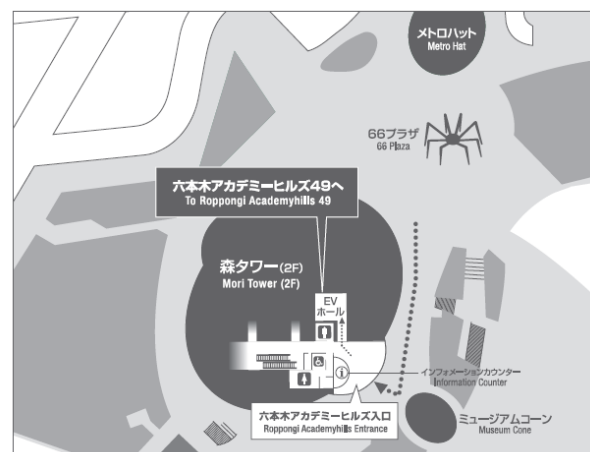 メトロハット
Metro Hat
66プラザ
66 Plaza
六本木アカデミーヒルズ49へ
To Roppongi Academyhills 49
森タワー(2F)
Mori Tower (2F)
EV
ホール
i
インフォメーションカウンター
Information Counter
六本木アカデミーヒルズ入口
Roppongi Academyhills Entrance
ミュージアムコーン
Museum Cone